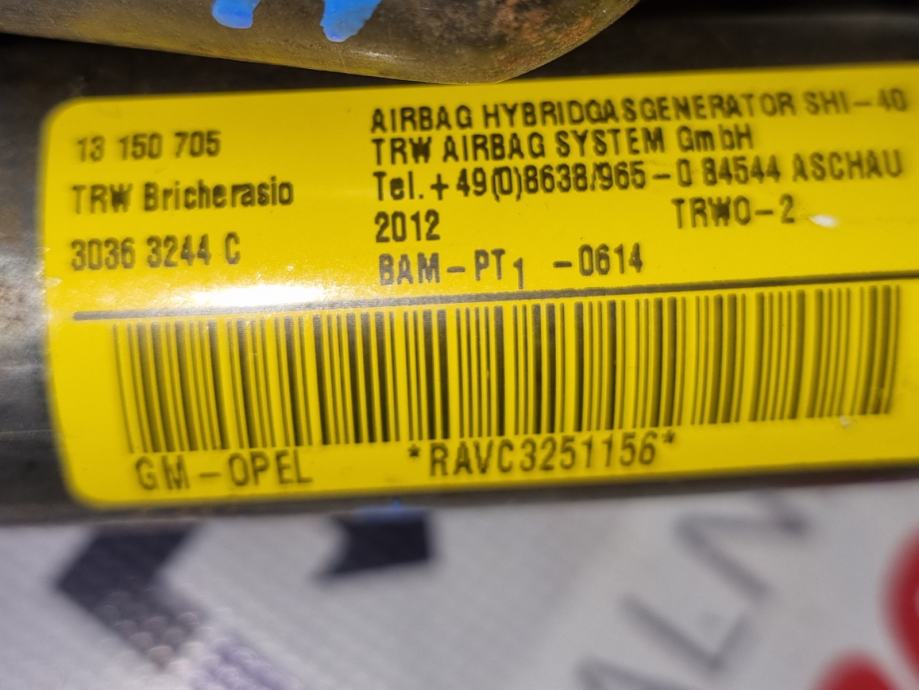 13 150 705
TRW Bricherasio
3036 3244 C
AIRBAG HYBRIDGASGENERATOR SHI-40
TRW AIRBAG SYSTEM GmbH
Tel.+49(0)8638/965-0 84544 ASCHAU
2012 TRWO-2
BAM-PT1 -0614
GM-OPEL *RAVC3251156*